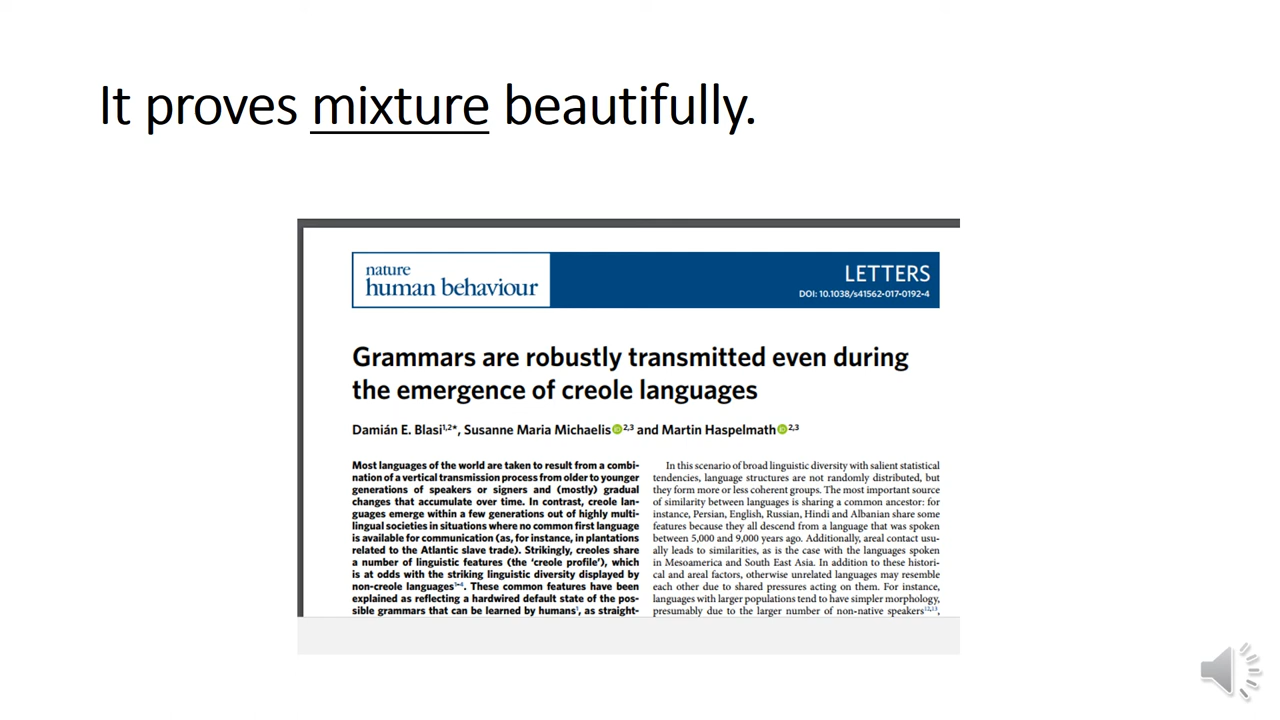 It proves mixture beautifully.
nature
human behaviour
LETTERS
DOI: 10.1038/s41562-017-0192-4
Grammars are robustly transmitted even during
the emergence of creole languages
Damián E. Blasi1,2*, Susanne Maria Michaelis iD 2,3 and Martin Haspelmath iD 2,3
Most languages of the world are taken to result from a combi-
nation of a vertical transmission process from older to younger
generations of speakers or signers and (mostly) gradual
changes that accumulate over time. In contrast, creole lan-
guages emerge within a few generations out of highly multi-
lingual societies in situations where no common first language
is available for communication (as, for instance, in plantations
related to the Atlantic slave trade). Strikingly, creoles share
a number of linguistic features (the ‘creole profile’), which
is at odds with the striking linguistic diversity displayed by
non-creole languages1–4. These common features have been
explained as reflecting a hardwired default state of the pos-
sible grammars that can be learned by humans1, as straight-
In this scenario of broad linguistic diversity with salient statistical
tendencies, language structures are not randomly distributed, but
they form more or less coherent groups. The most important source
of similarity between languages is sharing a common ancestor: for
instance, Persian, English, Russian, Hindi and Albanian share some
features because they all descend from a language that was spoken
between 5,000 and 9,000 years ago. Additionally, areal contact usu-
ally leads to similarities, as is the case with the languages spoken
in Mesoamerica and South East Asia. In addition to these histori-
cal and areal factors, otherwise unrelated languages may resemble
each other due to shared pressures acting on them. For instance,
languages with larger populations tend to have simpler morphology,
presumably due to the larger number of non-native speakers12,13,